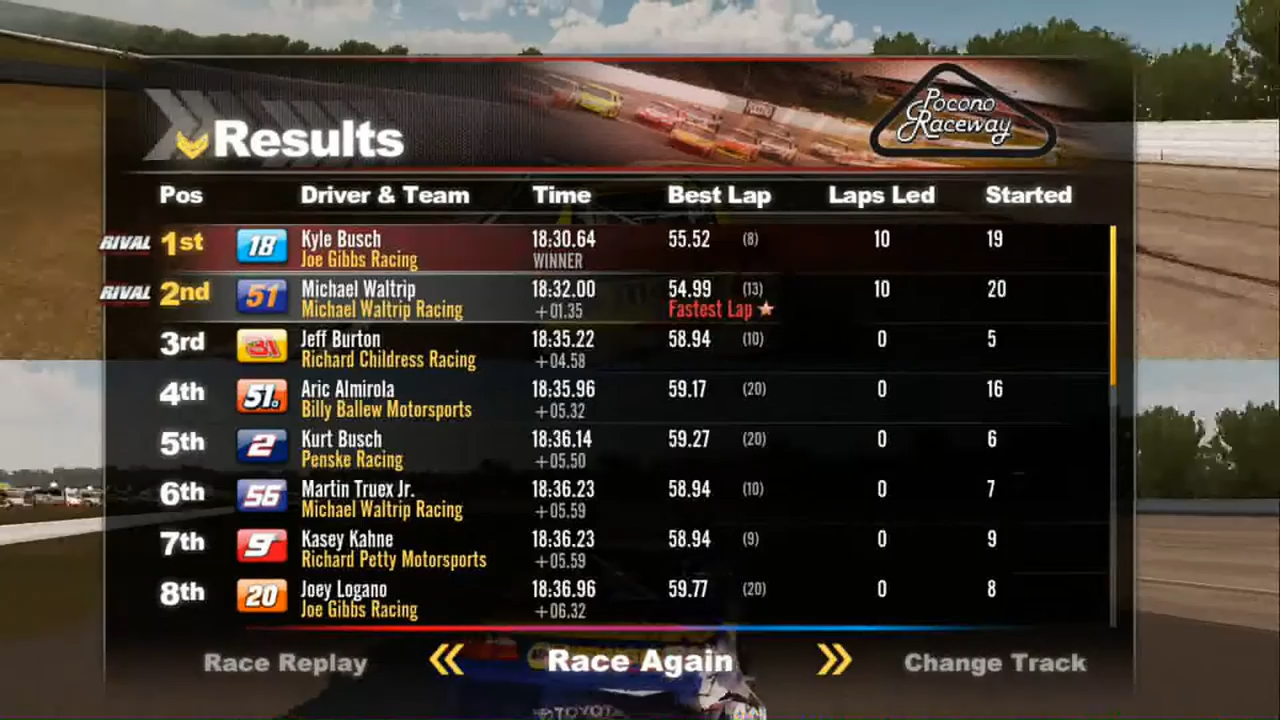 Pocono
Raceway
Results
Pos Driver & Team Time Best Lap Laps Led Started
RIVAL 1st 18 Kyle Busch 18:30.64 55.52 (8) 10 19
Joe Gibbs Racing WINNER
RIVAL 2nd 51 Michael Waltrip 18:32.00 54.99 (13) 10 20
Michael Waltrip Racing +01.35 Fastest Lap
3rd 31 Jeff Burton 18:35.22 58.94 (10) 0 5
Richard Childress Racing +04.58
4th 51. Aric Almirola 18:35.96 59.17 (20) 0 16
Billy Ballew Motorsports +05.32
5th 2 Kurt Busch 18:36.14 59.27 (20) 0 6
Penske Racing +05.50
6th 56 Martin Truex Jr. 18:36.23 58.94 (10) 0 7
Michael Waltrip Racing +05.59
7th 9 Kasey Kahne 18:36.23 58.94 (9) 0 9
Richard Petty Motorsports +05.59
8th 20 Joey Logano 18:36.96 59.77 (20) 0 8
Joe Gibbs Racing +06.32
Race Replay Race Again Change Track
TOYOTA